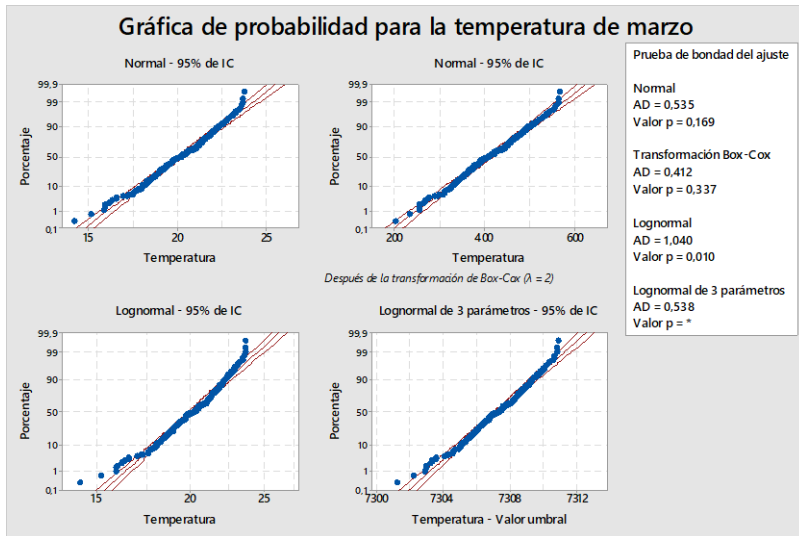 Gráfica de probabilidad para la temperatura de marzo
Normal - 95% de IC
99,9
99
90
50
10
1
0,1
Porcentaje
15
20
25
Temperatura
Normal - 95% de IC
99,9
99
90
50
10
1
0,1
Porcentaje
200
400
600
Temperatura
Después de la transformación de Box-Cox (λ = 2)
Lognormal - 95% de IC
99,9
99
90
50
10
1
0,1
Porcentaje
15
20
25
Temperatura
Lognormal de 3 parámetros - 95% de IC
99,9
99
90
50
10
1
0,1
Porcentaje
7300
7304
7308
7312
Temperatura - Valor umbral
Prueba de bondad del ajuste
Normal
AD = 0,535
Valor p = 0,169
Transformación Box-Cox
AD = 0,412
Valor p = 0,337
Lognormal
AD = 1,040
Valor p = 0,010
Lognormal de 3 parámetros
AD = 0,538
Valor p = *